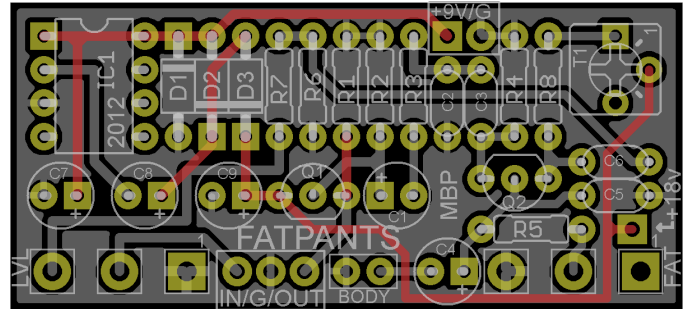 +9V/G
IC1
2012
D1
D2
D3
R7
R6
R1
R2
R3
C2
C3
R4
R8
T1
1
C7
+
C8
+
C9
+
Q1
+
C1
MBP
Q2
C6
C5
R5
+18v
1
FATPANTS
C4
+
LVL
IN/G/OUT
BODY
FAT